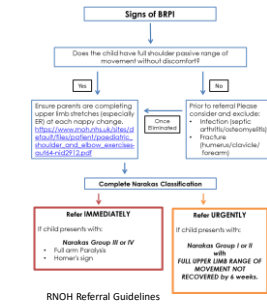 Signs of BRPI
Does the child have full shoulder passive range of
movement without discomfort?
Yes
No
Ensure parents are completing
upper limb stretches (especially
ER) at each nappy change.
https://www.rnoh.nhs.uk/sites/d
efault/files/patient/paediatric_
shoulder_and_elbow_exercises-
aut64-nid2912.pdf
Once
Eliminated
Prior to referral Please
consider and exclude:
• Infection (septic
arthritis/osteomyelitis)
• Fracture
(humerus/clavicle/
forearm)
Complete Narakas Classification
Refer IMMEDIATELY
If child presents with:
Narakas Group III or IV
• Full arm Paralysis
• Horner's sign
Refer URGENTLY
If child presents with:
Narakas Group I or II
with
FULL UPPER LIMB RANGE OF
MOVEMENT NOT
RECOVERED by 6 weeks.
RNOH Referral Guidelines